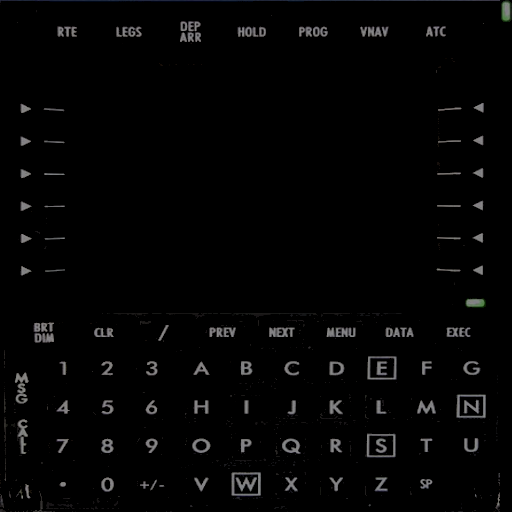 RTE LEGS DEP ARR HOLD PROG VNAV ATC
BRT DIM CLR / PREV NEXT MENU DATA EXEC
1 2 3 A B C D E F G
4 5 6 H I J K L M N
7 8 9 O P Q R S T U
. 0 +/- V W X Y Z SP
MSG
CALL